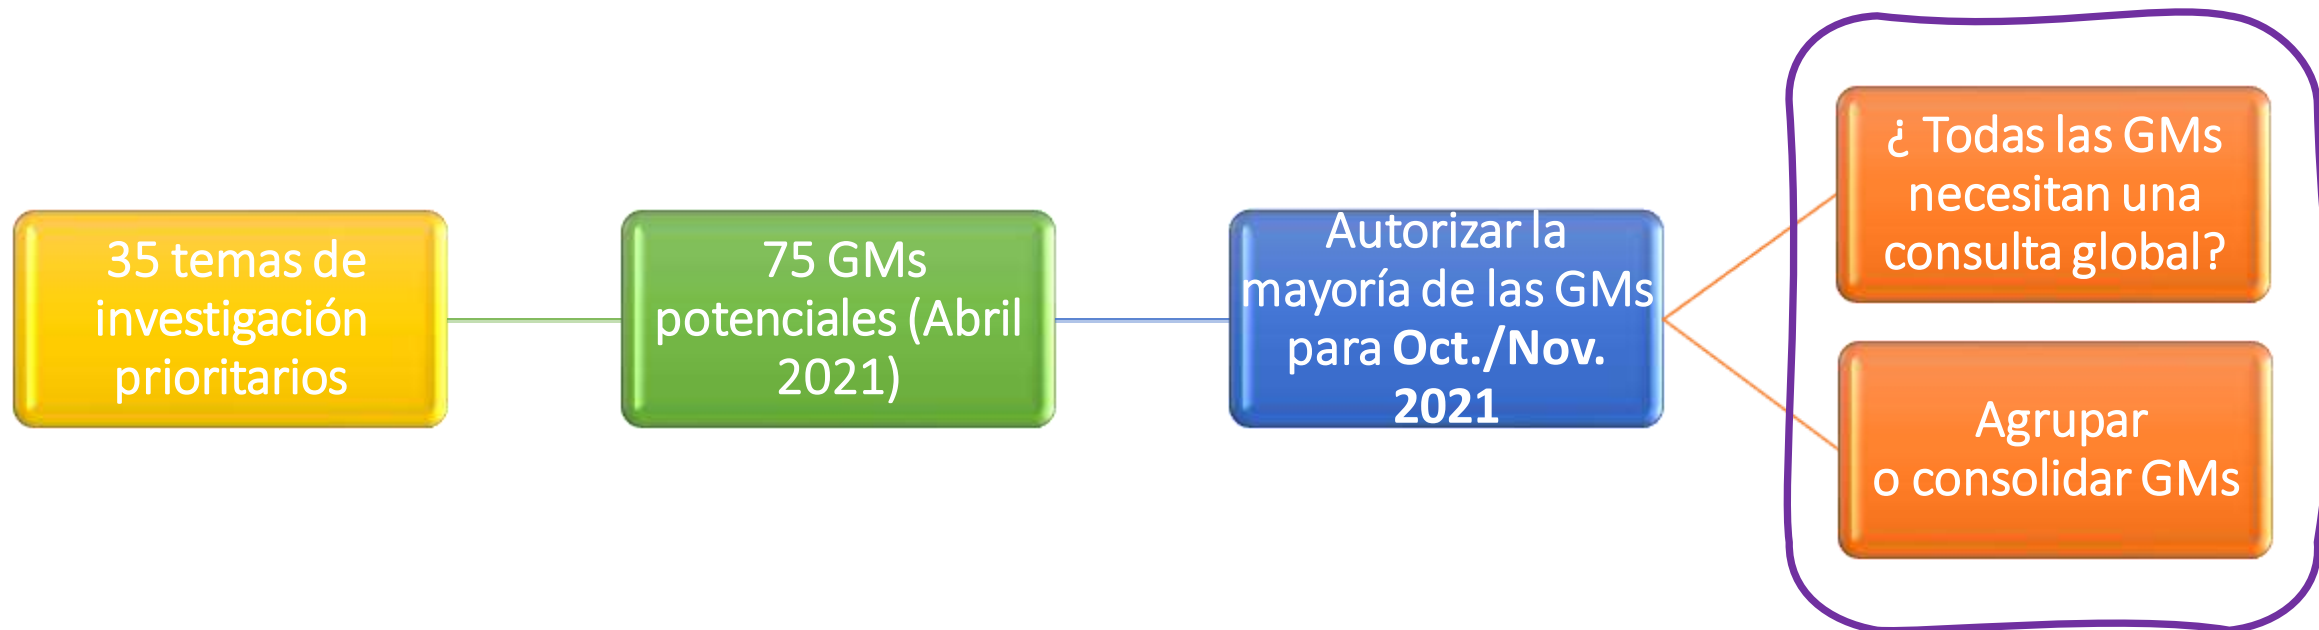 35 temas de
investigación
prioritarios
75 GMs
potenciales (Abril
2021)
Autorizar la
mayoría de las GMs
para Oct./Nov.
2021
¿ Todas las GMs
necesitan una
consulta global?
Agrupar
o consolidar GMs